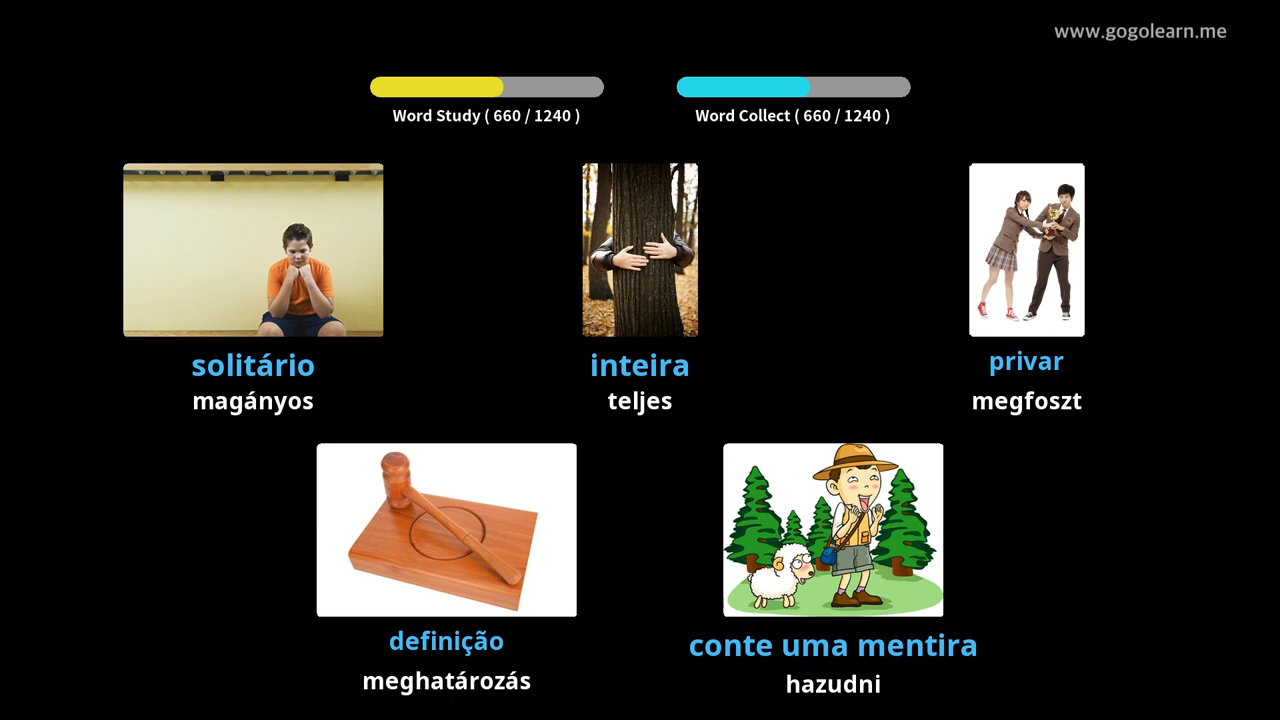 www.gogolearn.me
Word Study ( 660 / 1240 )
Word Collect ( 660 / 1240 )
solitário
magányos
inteira
teljes
privar
megfoszt
definição
meghatározás
conte uma mentira
hazudni